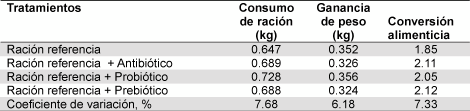 Tratamientos Consumo de ración (kg) Ganancia de peso (kg) Conversión alimenticia
Ración referencia 0.647 0.352 1.85
Ración referencia + Antibiótico 0.689 0.326 2.11
Ración referencia + Probiótico 0.728 0.356 2.05
Ración referencia + Prebiótico 0.688 0.324 2.12
Coeficiente de variación, % 7.68 6.18 7.33